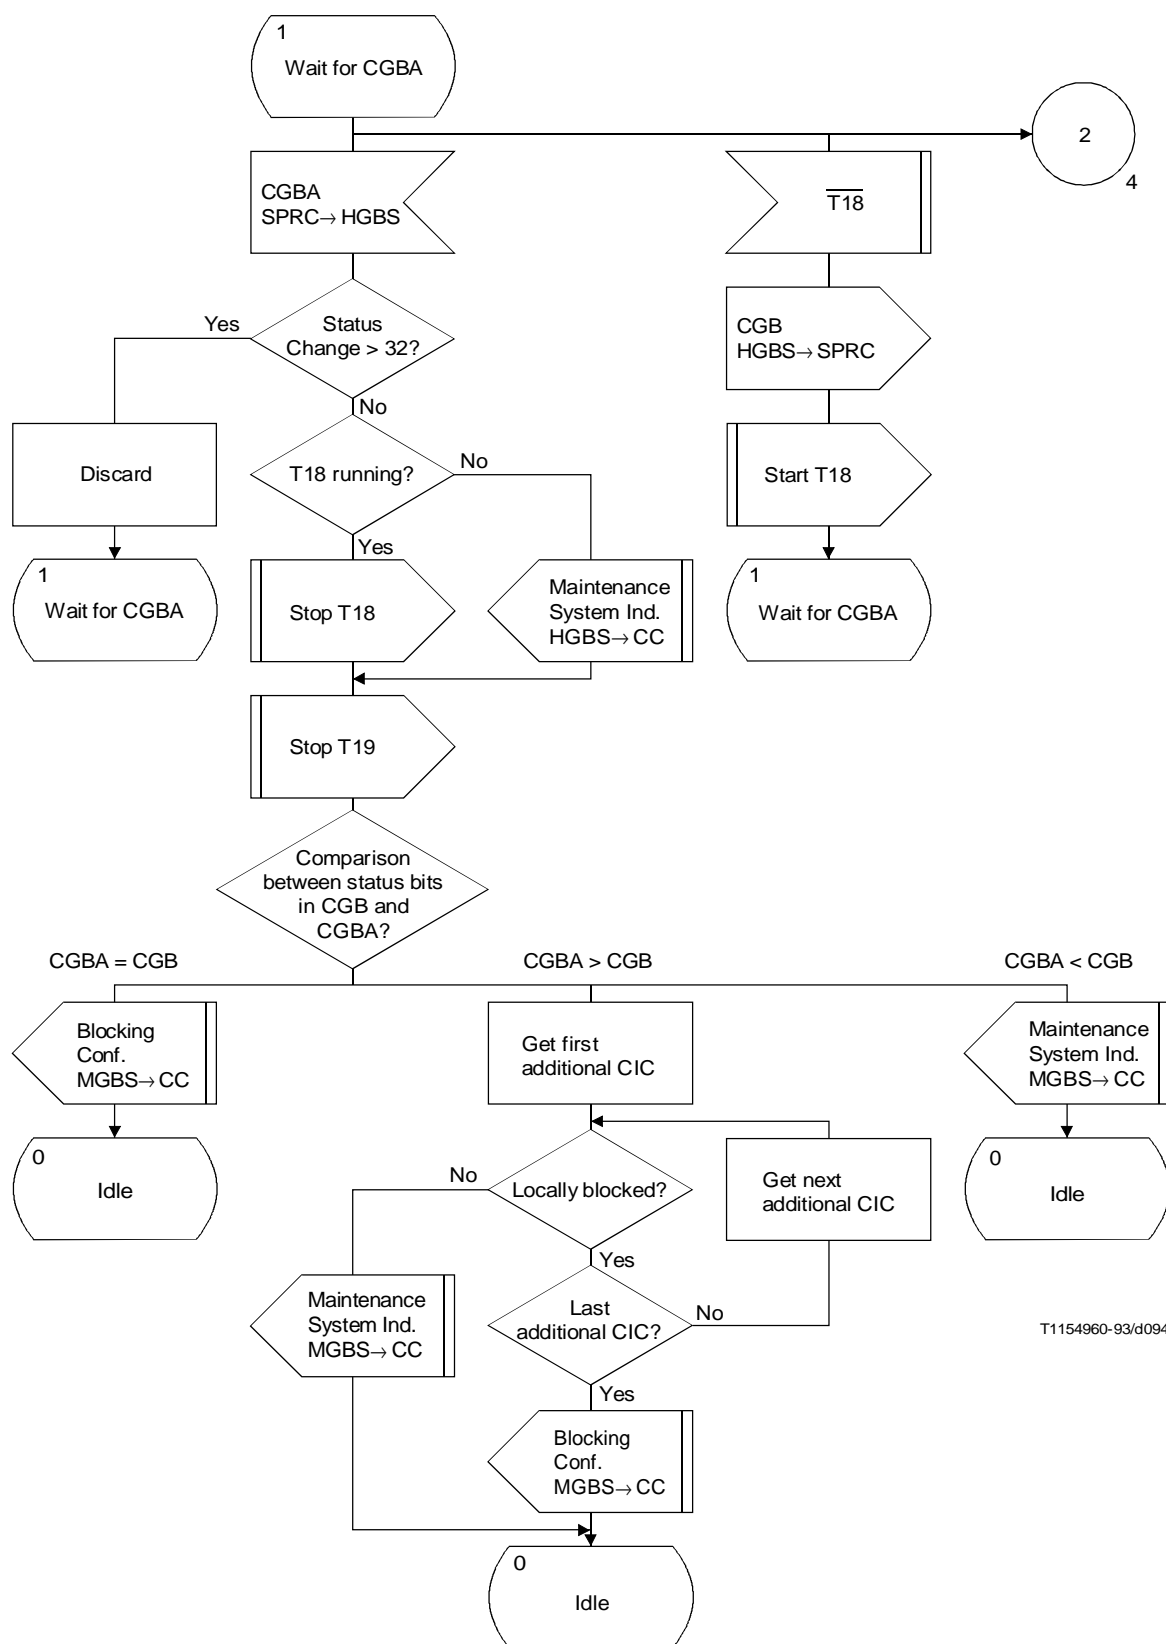 1
Wait for CGBA
2
4
CGBA
SPRC→HGBS
T18
Yes
Status
Change > 32?
No
CGB
HGBS→SPRC
Discard
T18 running?
No
Yes
Start T18
1
Wait for CGBA
Stop T18
Maintenance
System Ind.
HGBS→CC
1
Wait for CGBA
Stop T19
Comparison
between status bits
in CGB and
CGBA?
CGBA = CGB
CGBA > CGB
CGBA < CGB
Blocking
Conf.
MGBS→CC
Get first
additional CIC
Maintenance
System Ind.
MGBS→CC
0
Idle
No
Locally blocked?
Yes
Get next
additional CIC
0
Idle
Maintenance
System Ind.
MGBS→CC
Last
additional CIC?
No
Yes
T1154960-93/d094
Blocking
Conf.
MGBS→CC
0
Idle